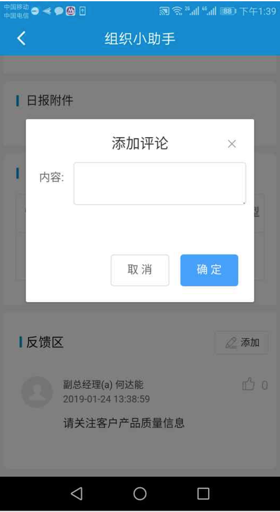 中国移动
中国电信
下午1:39
组织小助手
日报附件
添加评论
内容:
取 消
确 定
反馈区
添加
副总经理(a) 何达能
0
2019-01-24 13:38:59
请关注客户产品质量信息